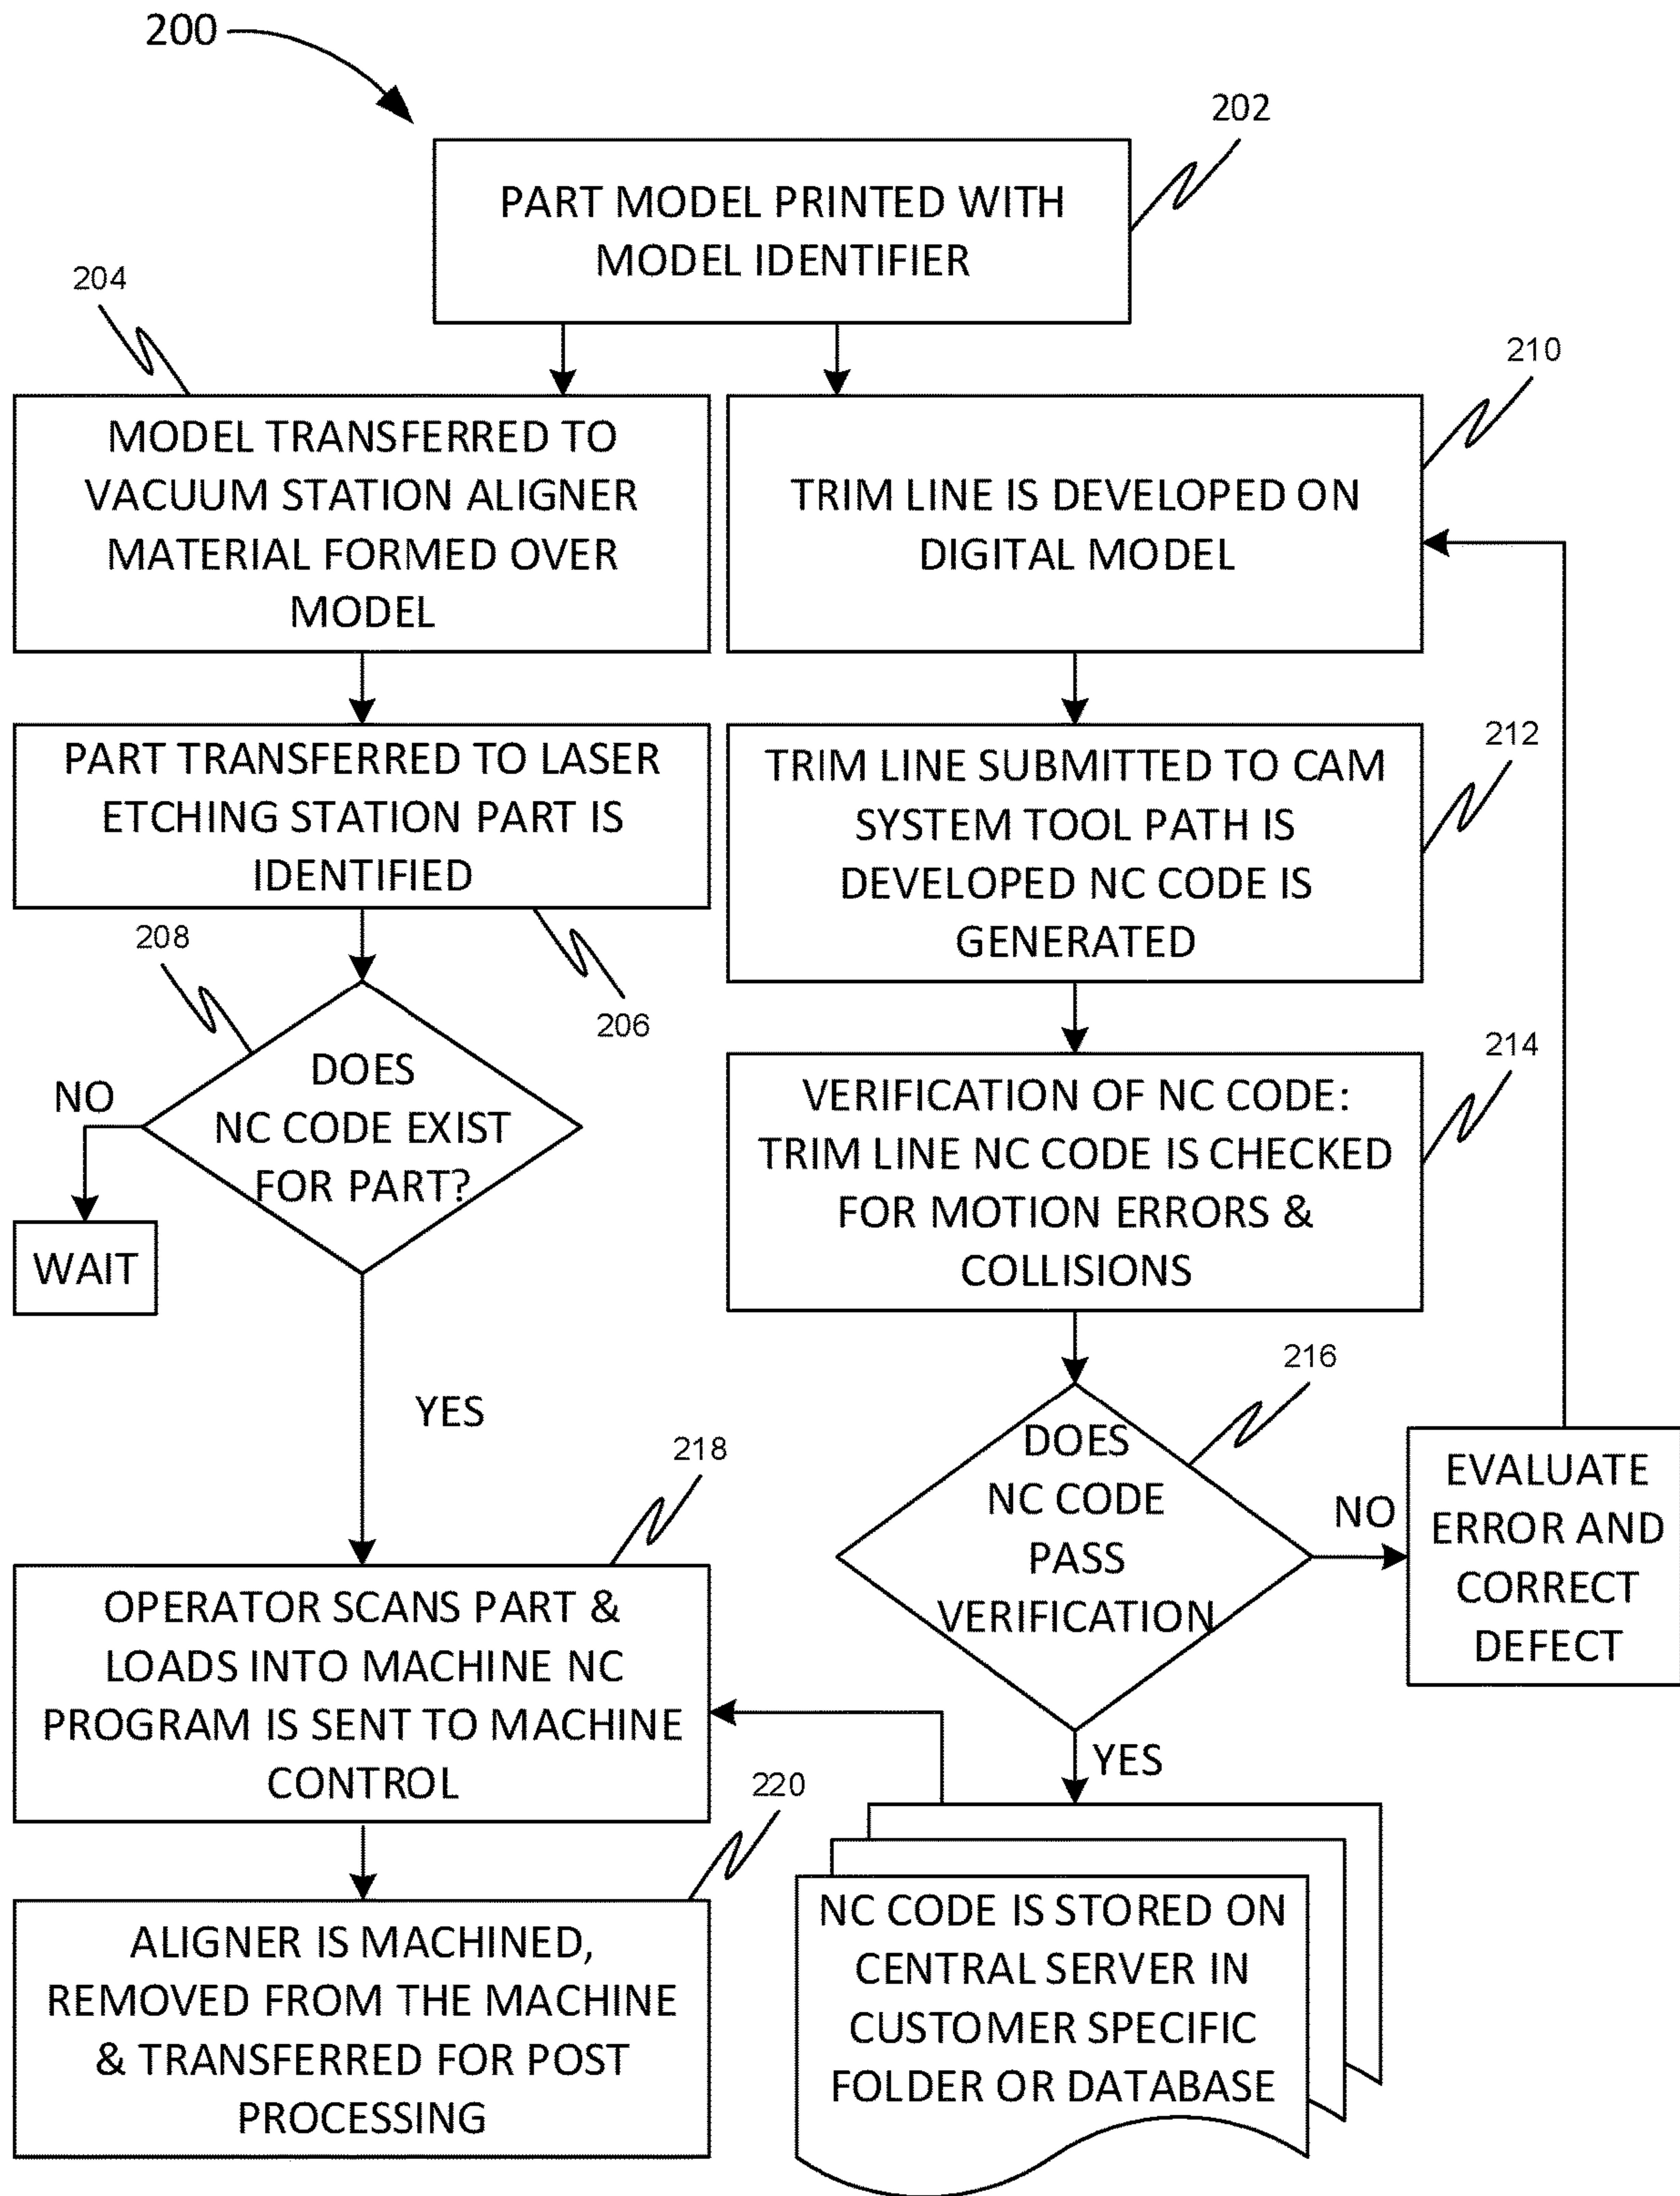 200
202
PART MODEL PRINTED WITH
MODEL IDENTIFIER
204
MODEL TRANSFERRED TO
VACUUM STATION ALIGNER
MATERIAL FORMED OVER
MODEL
210
TRIM LINE IS DEVELOPED ON
DIGITAL MODEL
PART TRANSFERRED TO LASER
ETCHING STATION PART IS
IDENTIFIED
206
212
TRIM LINE SUBMITTED TO CAM
SYSTEM TOOL PATH IS
DEVELOPED NC CODE IS
GENERATED
208
DOES
NC CODE EXIST
FOR PART?
NO
WAIT
YES
214
VERIFICATION OF NC CODE:
TRIM LINE NC CODE IS CHECKED
FOR MOTION ERRORS &
COLLISIONS
216
DOES
NC CODE
PASS
VERIFICATION
NO
EVALUATE
ERROR AND
CORRECT
DEFECT
YES
218
OPERATOR SCANS PART &
LOADS INTO MACHINE NC
PROGRAM IS SENT TO MACHINE
CONTROL
220
ALIGNER IS MACHINED,
REMOVED FROM THE MACHINE
& TRANSFERRED FOR POST
PROCESSING
NC CODE IS STORED ON
CENTRAL SERVER IN
CUSTOMER SPECIFIC
FOLDER OR DATABASE